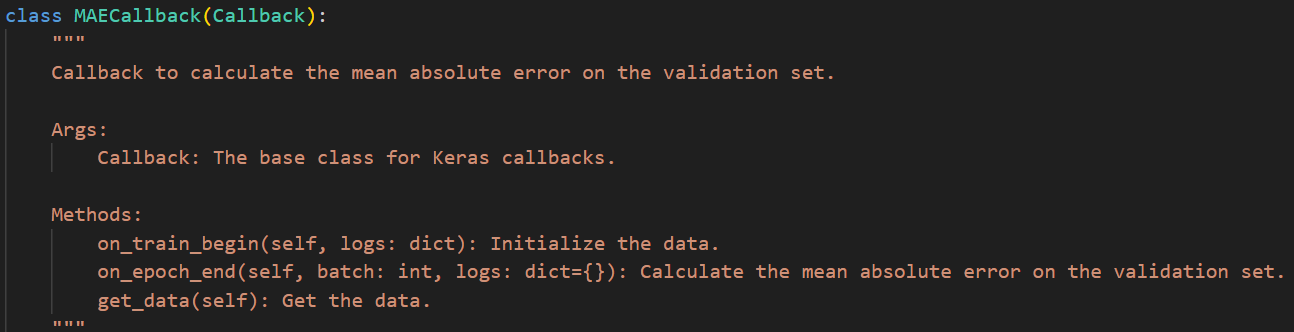 class MAECallback(Callback):
"""
Callback to calculate the mean absolute error on the validation set.
Args:
Callback: The base class for Keras callbacks.
Methods:
on_train_begin(self, logs: dict): Initialize the data.
on_epoch_end(self, batch: int, logs: dict={}): Calculate the mean absolute error on the validation set.
get_data(self): Get the data.
"""